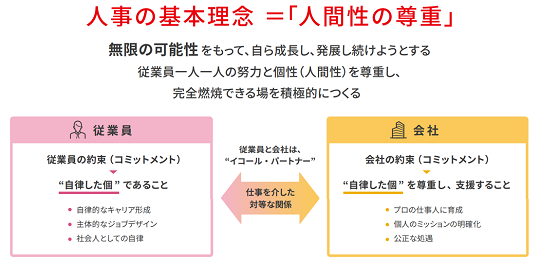 人事の基本理念 ＝「人間性の尊重」
無限の可能性をもって、自ら成長し、発展し続けようとする
従業員一人一人の努力と個性（人間性）を尊重し、
完全燃焼できる場を積極的につくる
従業員
従業員の約束（コミットメント）
“自律した個”であること
● 自律的なキャリア形成
● 主体的なジョブデザイン
● 社会人としての自律
従業員と会社は、
“イコール・パートナー”
仕事を介した
対等な関係
会社
会社の約束（コミットメント）
“自律した個”を尊重し、支援すること
● プロの仕事人に育成
● 個人のミッションの明確化
● 公正な処遇